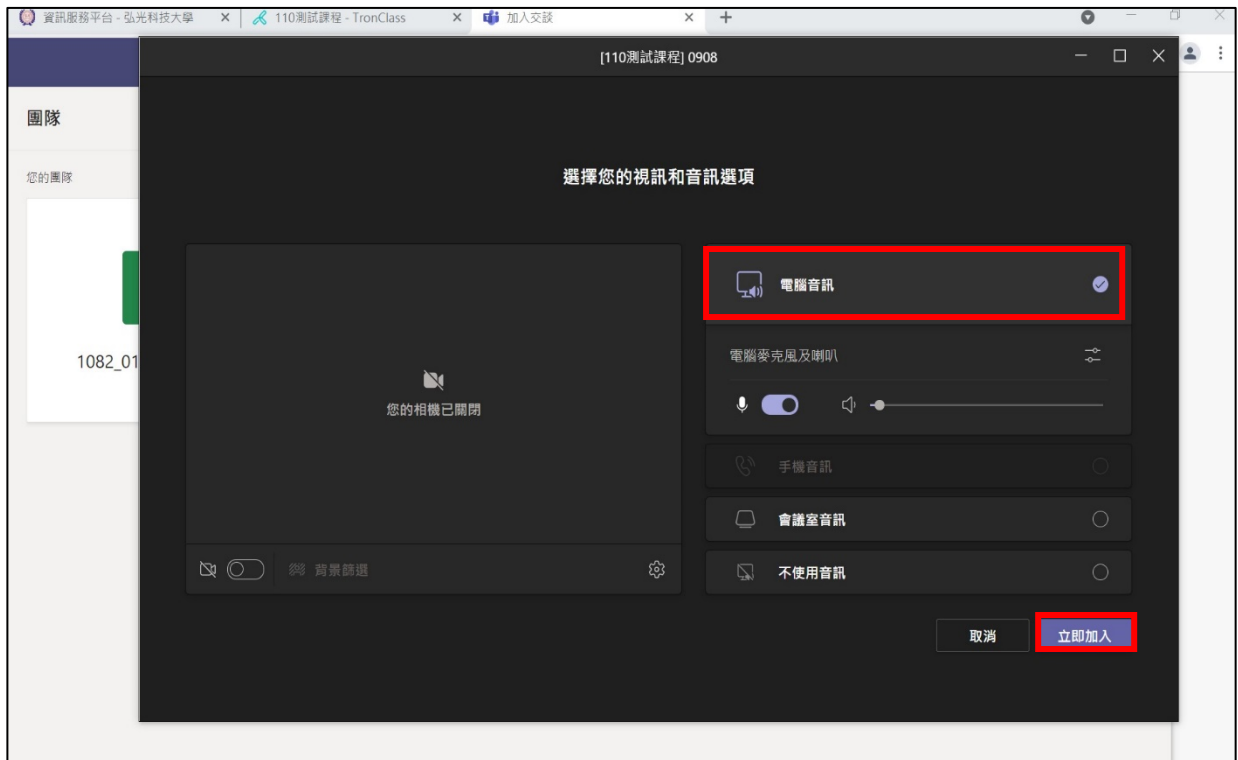 資訊服務平台 - 弘光科技大學
110測試課程 - TronClass
加入交談
[110測試課程] 0908
團隊
您的團隊
1082_01
選擇您的視訊和音訊選項
您的相機已關閉
背景篩選
電腦音訊
電腦麥克風及喇叭
手機音訊
會議室音訊
不使用音訊
取消
立即加入